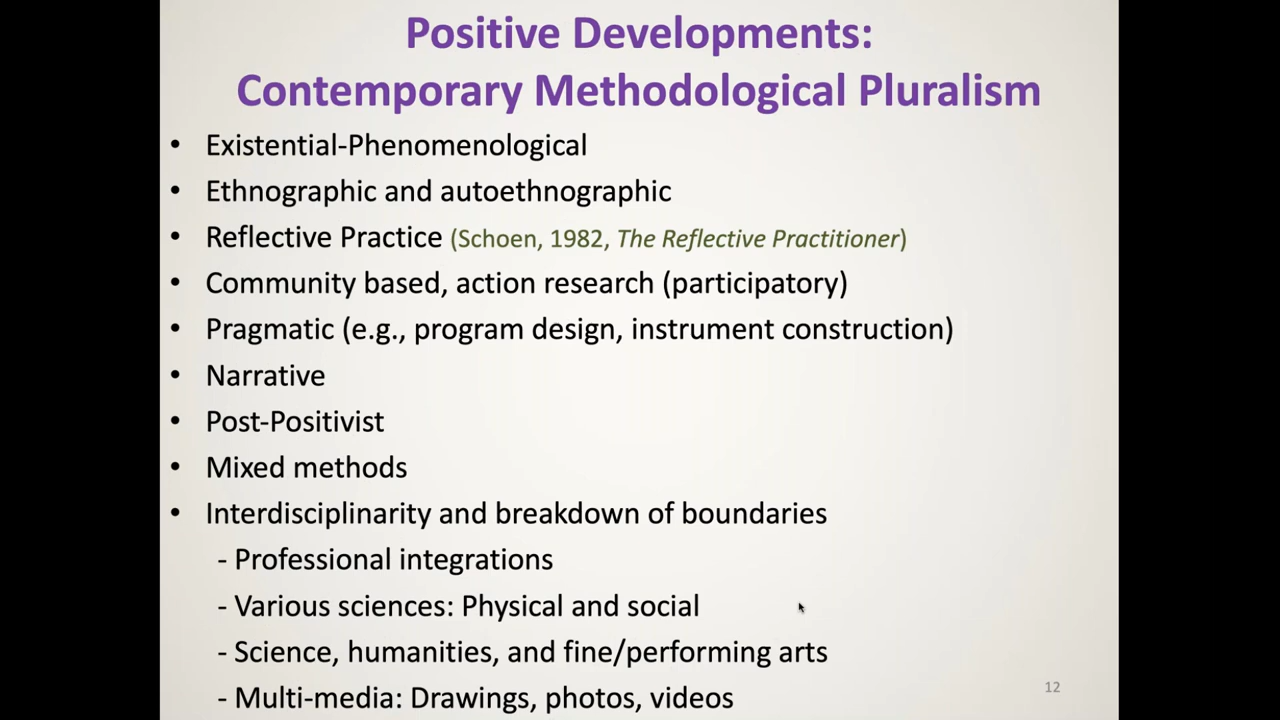 Positive Developments:
Contemporary Methodological Pluralism
• Existential-Phenomenological
• Ethnographic and autoethnographic
• Reflective Practice (Schoen, 1982, The Reflective Practitioner)
• Community based, action research (participatory)
• Pragmatic (e.g., program design, instrument construction)
• Narrative
• Post-Positivist
• Mixed methods
• Interdisciplinarity and breakdown of boundaries
- Professional integrations
- Various sciences: Physical and social
- Science, humanities, and fine/performing arts
- Multi-media: Drawings, photos, videos
12